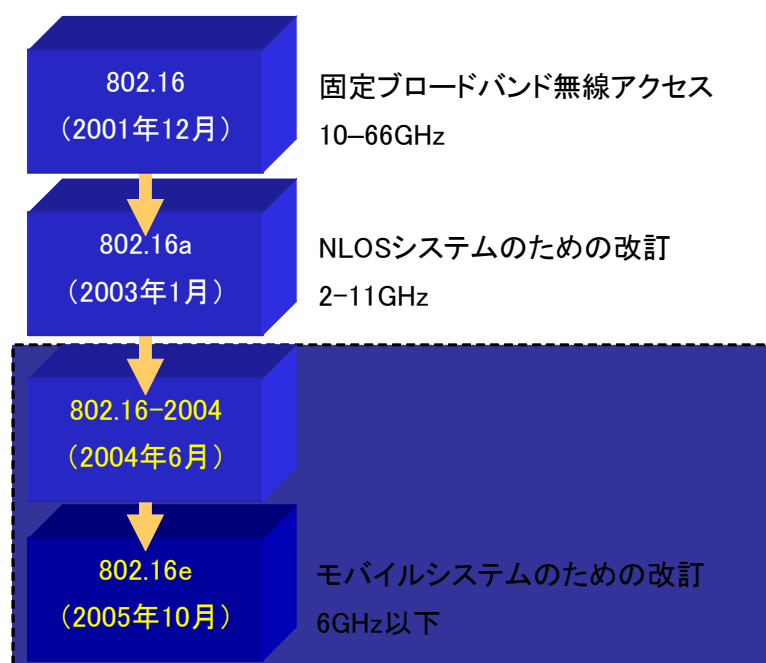 802.16
（2001年12月）
固定ブロードバンド無線アクセス
10–66GHz
802.16a
（2003年1月）
NLOSシステムのための改訂
2-11GHz
802.16-2004
（2004年6月）
802.16e
（2005年10月）
モバイルシステムのための改訂
6GHz以下